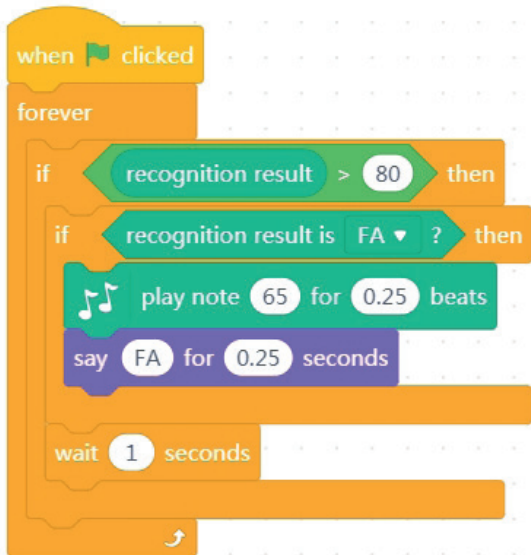 when clicked
forever
if recognition result > 80 then
if recognition result is FA ▼ ? then
play note 65 for 0.25 beats
say FA for 0.25 seconds
wait 1 seconds